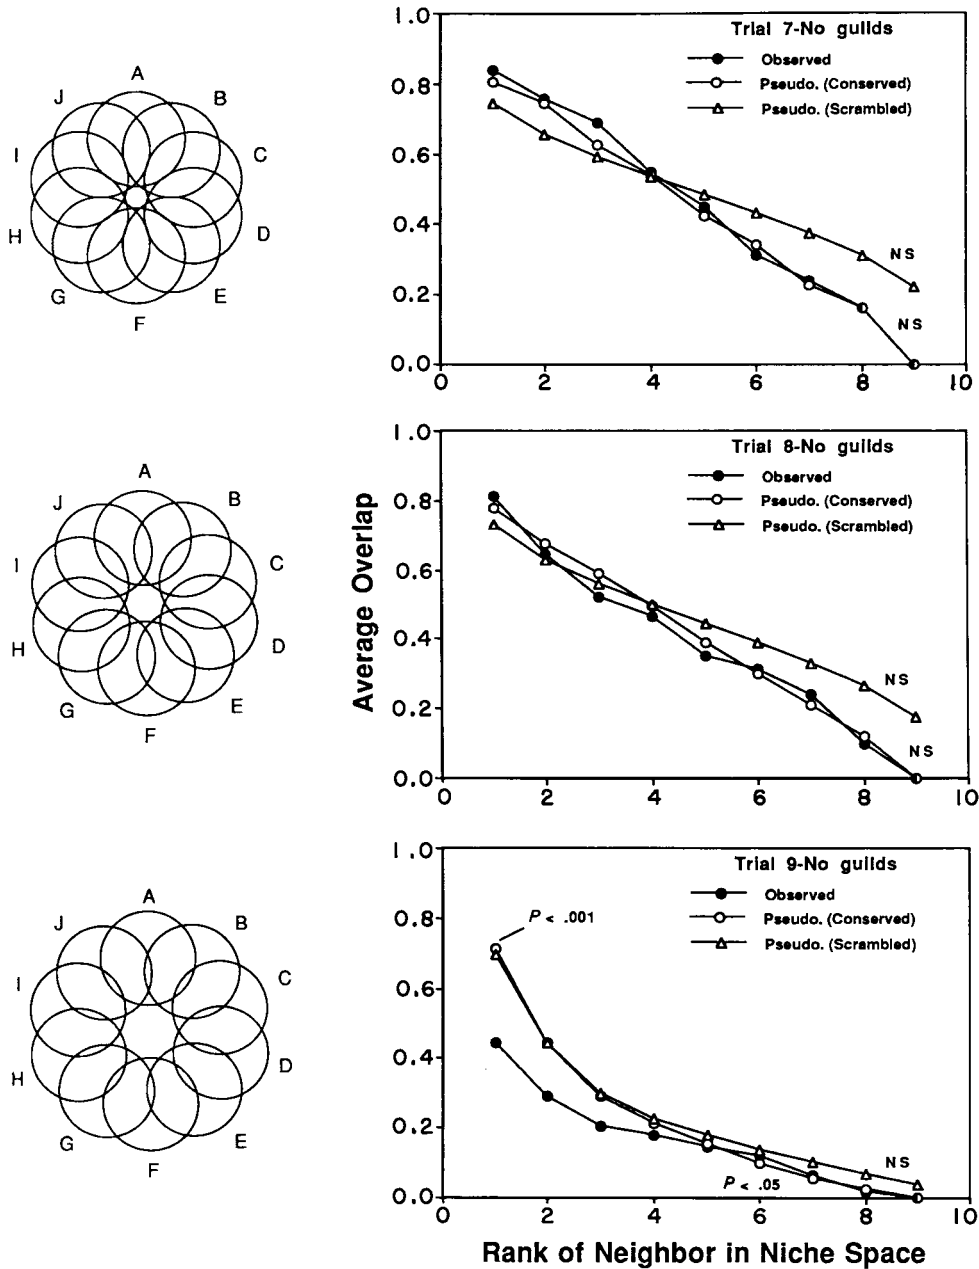 A
B
C
D
E
F
G
H
I
J
Trial 7-No guilds
Observed
Pseudo. (Conserved)
Pseudo. (Scrambled)
1.0
0.8
0.6
0.4
0.2
0.0
NS
NS
0 2 4 6 8 10
A
B
C
D
E
F
G
H
I
J
Average Overlap
Trial 8-No guilds
Observed
Pseudo. (Conserved)
Pseudo. (Scrambled)
1.0
0.8
0.6
0.4
0.2
0.0
NS
NS
0 2 4 6 8 10
A
B
C
D
E
F
G
H
I
J
Trial 9-No guilds
Observed
Pseudo. (Conserved)
Pseudo. (Scrambled)
1.0
0.8
0.6
0.4
0.2
0.0
P < .001
NS
P < .05
0 2 4 6 8 10
Rank of Neighbor in Niche Space